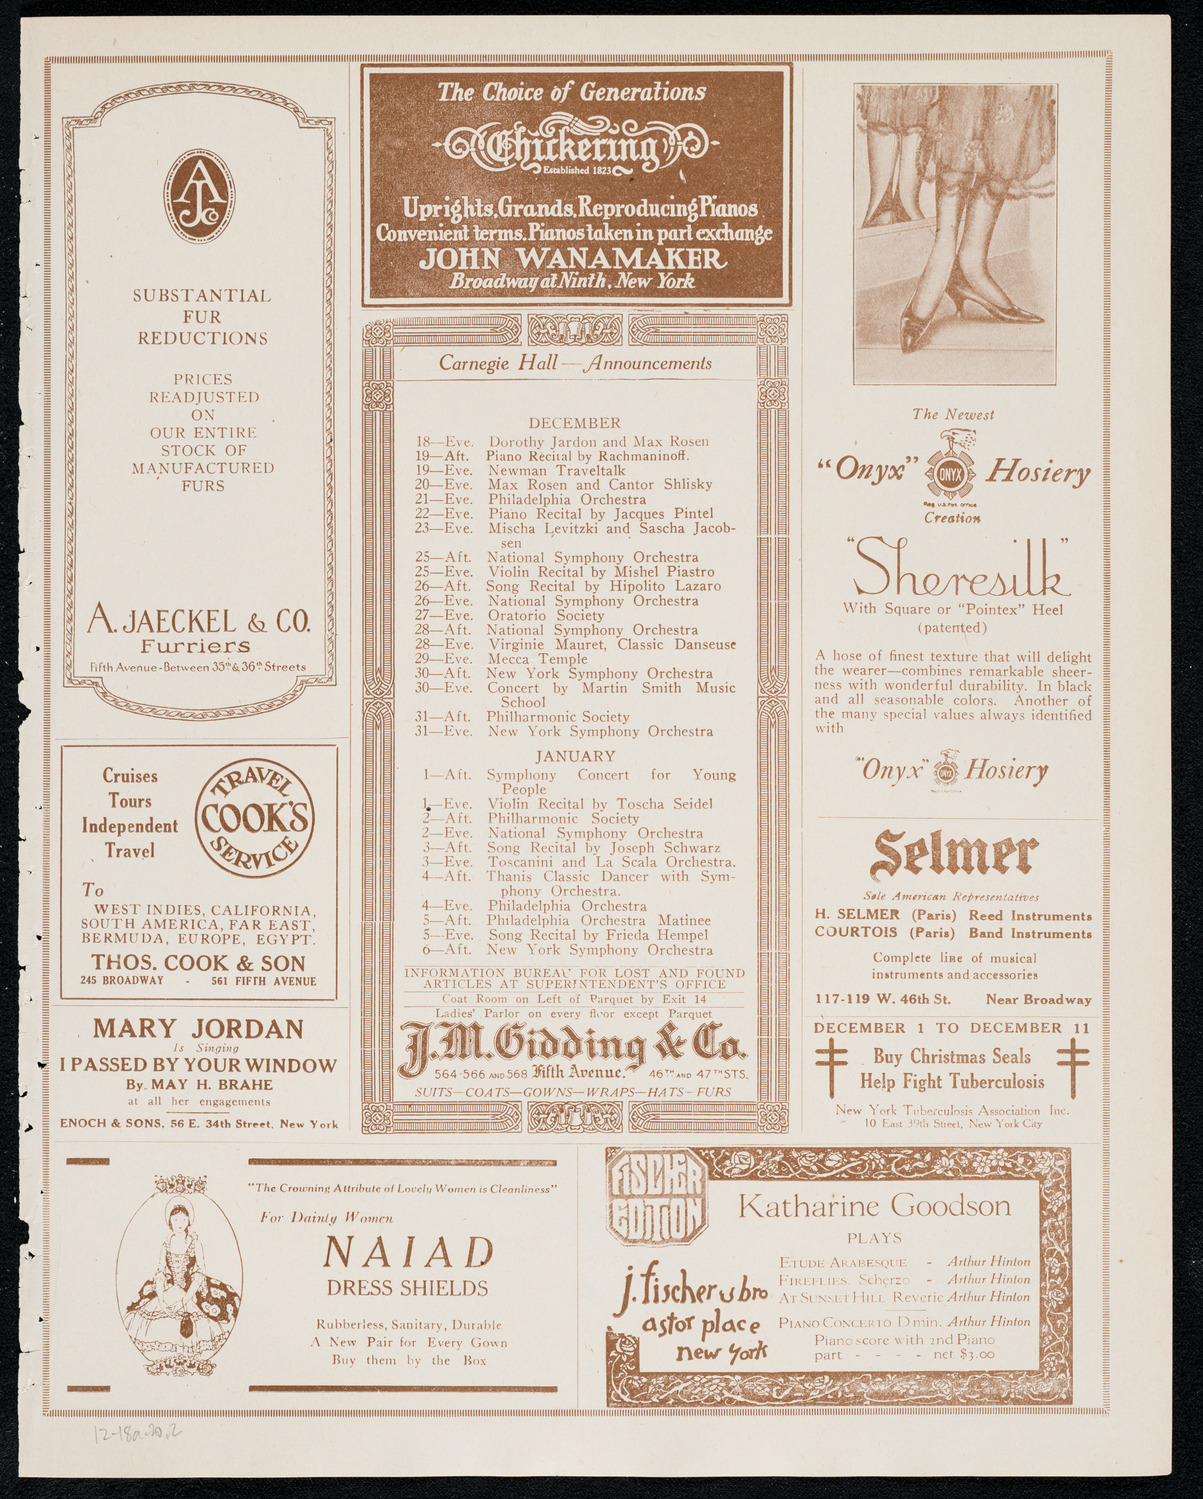 AJCo
SUBSTANTIAL
FUR
REDUCTIONS
PRICES
READJUSTED
ON
OUR ENTIRE
STOCK OF
MANUFACTURED
FURS
A. JAECKEL & CO.
Furriers
Fifth Avenue-Between 35th & 36th Streets
Cruises
Tours
Independent
Travel
TRAVEL
COOK'S
SERVICE
To
WEST INDIES, CALIFORNIA,
SOUTH AMERICA, FAR EAST,
BERMUDA, EUROPE, EGYPT.
THOS. COOK & SON
245 BROADWAY - 561 FIFTH AVENUE
MARY JORDAN
Is Singing
I PASSED BY YOUR WINDOW
By. MAY H. BRAHE
at all her engagements
ENOCH & SONS, 56 E. 34th Street, New York
The Choice of Generations
Chickering
Established 1823
Uprights, Grands, Reproducing Pianos
Convenient terms. Pianos taken in part exchange
JOHN WANAMAKER
Broadway at Ninth, New York
Carnegie Hall — Announcements
DECEMBER
18—Eve. Dorothy Jardon and Max Rosen
19—Aft. Piano Recital by Rachmaninoff.
19—Eve. Newman Traveltalk
20—Eve. Max Rosen and Cantor Shlisky
21—Eve. Philadelphia Orchestra
22—Eve. Piano Recital by Jacques Pintel
23—Eve. Mischa Levitzki and Sascha Jacob-
sen
25—Aft. National Symphony Orchestra
25—Eve. Violin Recital by Mishel Piastro
26—Aft. Song Recital by Hipolito Lazaro
26—Eve. National Symphony Orchestra
27—Eve. Oratorio Society
28—Aft. National Symphony Orchestra
28—Eve. Virginie Mauret, Classic Danseuse
29—Eve. Mecca Temple
30—Aft. New York Symphony Orchestra
30—Eve. Concert by Martin Smith Music
School
31—Aft. Philharmonic Society
31—Eve. New York Symphony Orchestra
JANUARY
1—Aft. Symphony Concert for Young
People
1—Eve. Violin Recital by Toscha Seidel
2—Aft. Philharmonic Society
2—Eve. National Symphony Orchestra
3—Aft. Song Recital by Joseph Schwarz
3—Eve. Toscanini and La Scala Orchestra.
4—Aft. Thanis Classic Dancer with Sym-
phony Orchestra.
4—Eve. Philadelphia Orchestra
5—Aft. Philadelphia Orchestra Matinee
5—Eve. Song Recital by Frieda Hempel
6—Aft. New York Symphony Orchestra
INFORMATION BUREAU FOR LOST AND FOUND
ARTICLES AT SUPERINTENDENT'S OFFICE
Coat Room on Left of Parquet by Exit 14
Ladies' Parlor on every floor except Parquet
J.M. Gidding & Co.
564-566 AND 568 Fifth Avenue. 46TH AND 47TH STS.
SUITS—COATS—GOWNS—WRAPS—HATS—FURS
The Newest
"Onyx" ONYX Hosiery
Reg. U.S. Pat. Office
Creation
"Sheresilk"
With Square or "Pointex" Heel
(patented)
A hose of finest texture that will delight
the wearer—combines remarkable sheer-
ness with wonderful durability. In black
and all seasonable colors. Another of
the many special values always identified
with
"Onyx" ONYX Hosiery
Selmer
Sole American Representatives
H. SELMER (Paris) Reed Instruments
COURTOIS (Paris) Band Instruments
Complete line of musical
instruments and accessories
117-119 W. 46th St. Near Broadway
DECEMBER 1 TO DECEMBER 11
Buy Christmas Seals
Help Fight Tuberculosis
New York Tuberculosis Association Inc.
10 East 39th Street, New York City
"The Crowning Attribute of Lovely Women is Cleanliness"
For Dainty Women
NAIAD
DRESS SHIELDS
Rubberless, Sanitary, Durable
A New Pair for Every Gown
Buy them by the Box
FISCHER
EDITION
j. fischer & bro
astor place
new york
Katharine Goodson
PLAYS
ETUDE ARABESQUE - Arthur Hinton
FIREFLIES. Scherzo - Arthur Hinton
AT SUNSET HILL Reverie Arthur Hinton
PIANO CONCERTO D min. Arthur Hinton
Piano score with 2nd Piano
part - - - - net $3.00